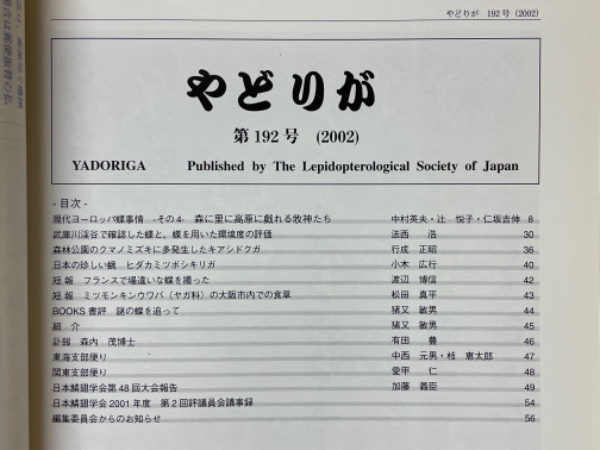 やどりが 192号 (2002)
やどりが
第192号 (2002)
YADORIGA Published by The Lepidopterological Society of Japan
- 目次 -
現代ヨーロッパ蝶事情 -その4- 森に里に高原に戯れる牧神たち 中村英夫・辻 悦子・仁坂吉伸 8
武庫川渓谷で確認した蝶と、蝶を用いた環境度の評価 法西 浩 30
森林公園のクマノミズキに多発生したキアシドクガ 行成 正昭 36
日本の珍しい蛾 ヒダカミツボシキリガ 小木 広行 40
短 報 フランスで場違いな蝶を撮った 渡辺 博信 42
短 報 ミツモンキンウワバ（ヤガ科）の大阪市内での食草 松田 真平 43
BOOKS 書評 謎の蝶を追って 猪又 敏男 44
紹 介 猪又 敏男 45
訃報 森内 茂博士 有田 豊 46
東海支部便り 中西 元男・枝 恵太郎 47
関東支部便り 愛甲 仁 48
日本鱗翅学会第48回大会報告 加藤 義臣 49
日本鱗翅学会2001年度 第2回評議員会議事録 54
編集委員会からのお知らせ 56